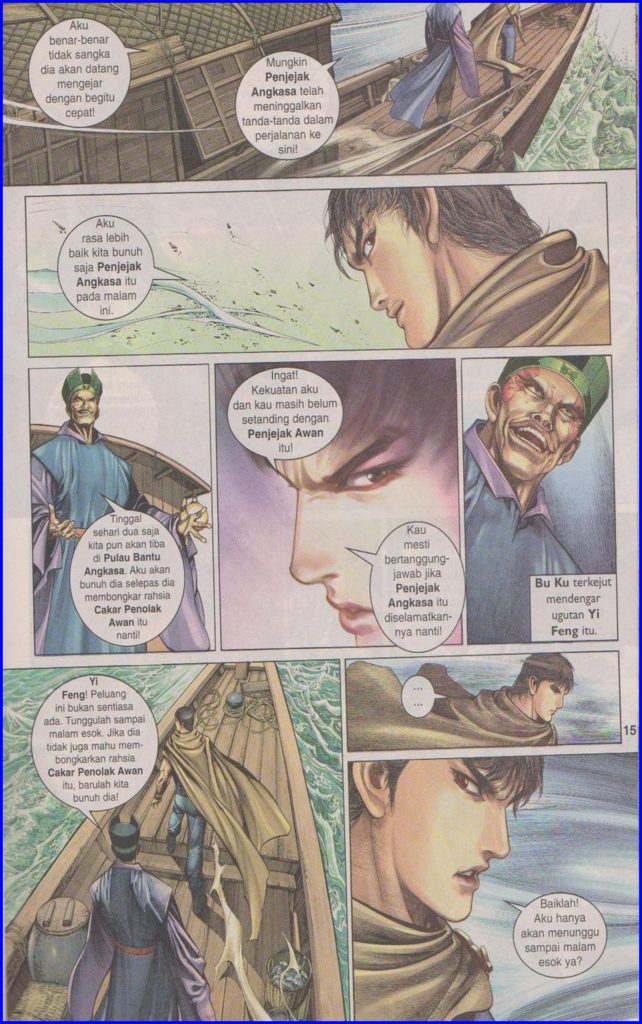 Aku
benar-benar
tidak sangka
dia akan datang
mengejar
dengan begitu
cepat!
Mungkin
Penjejak
Angkasa telah
meninggalkan
tanda-tanda dalam
perjalanan ke
sini!
Aku
rasa lebih
baik kita bunuh
saja Penjejak
Angkasa itu
pada malam
ini.
Tinggal
sehari dua saja
kita pun akan tiba
di Pulau Bantu
Angkasa. Aku akan
bunuh dia selepas dia
membongkar rahsia
Cakar Penolak
Awan itu
nanti!
Ingat!
Kekuatan aku
dan kau masih belum
setanding dengan
Penjejak Awan
itu!
Kau
mesti
bertanggung-
jawab jika
Penjejak
Angkasa itu
diselamatkan-
nya nanti!
Bu Ku terkejut
mendengar
ugutan Yi
Feng itu.
Yi
Feng! Peluang
ini bukan sentiasa
ada. Tunggulah sampai
malam esok. Jika dia
tidak juga mahu mem-
bongkarkan rahsia
Cakar Penolak Awan
itu, barulah kita
bunuh dia!
...
...
15
Baiklah!
Aku hanya
akan menunggu
sampai malam
esok ya?